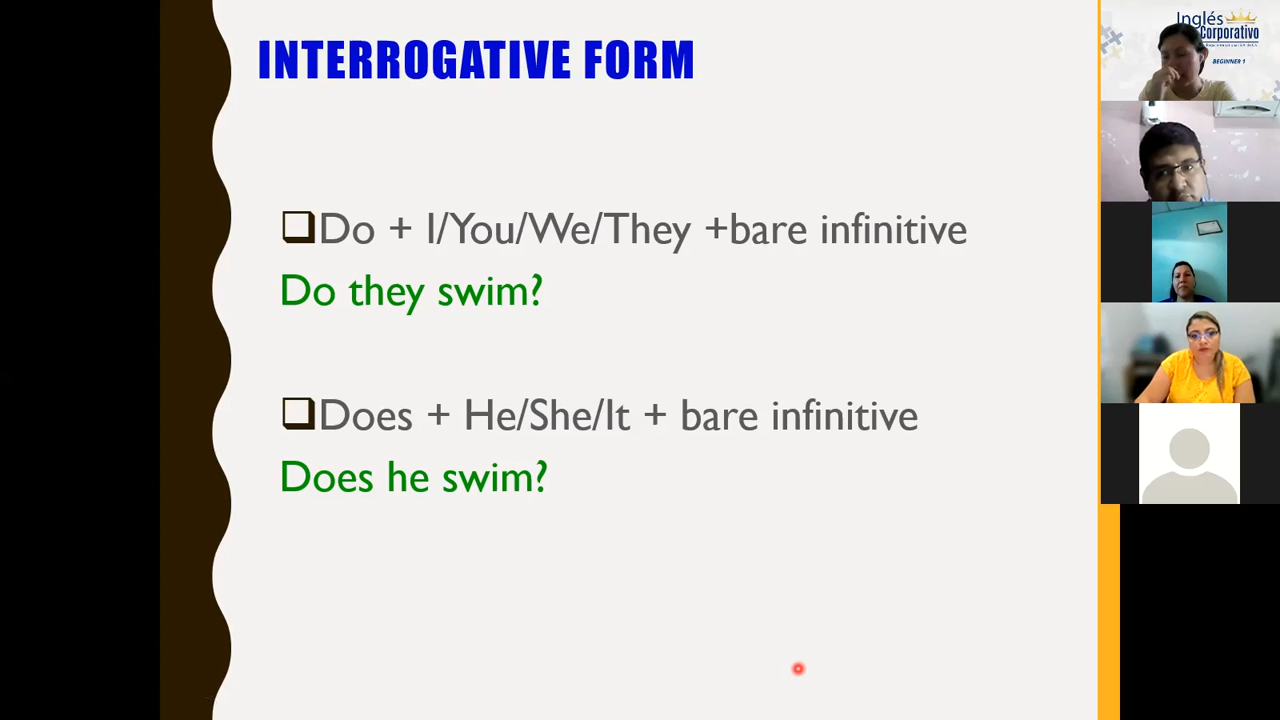 INTERROGATIVE FORM
Do + I/You/We/They +bare infinitive
Do they swim?
Does + He/She/It + bare infinitive
Does he swim?
Inglés
Corporativo
BEGINNER 1